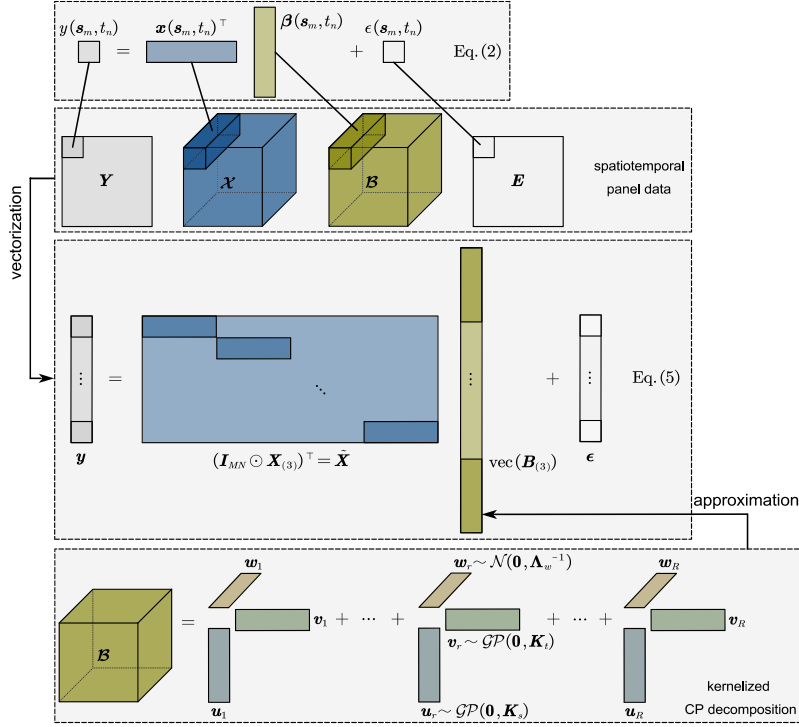 y(s_m, t_n) = x(s_m, t_n)^⊤ β(s_m, t_n) + ϵ(s_m, t_n) Eq.(2)
Y 𝓧 𝓑 E
spatiotemporal
panel data
vectorization
= ⋮ ⋱ ⋮ + ⋮ Eq.(5)
y (I_{MN} ⊙ X_{(3)})^⊤ = X̃ vec(B_{(3)}) ϵ
approximation
w_1 w_r ~ 𝒩(0, Λ_w^{-1}) w_R
𝓑 = v_1 + ··· + + ··· + v_R
v_r ~ 𝒢𝒫(0, K_t)
u_1 u_r ~ 𝒢𝒫(0, K_s) u_R
kernelized
CP decomposition